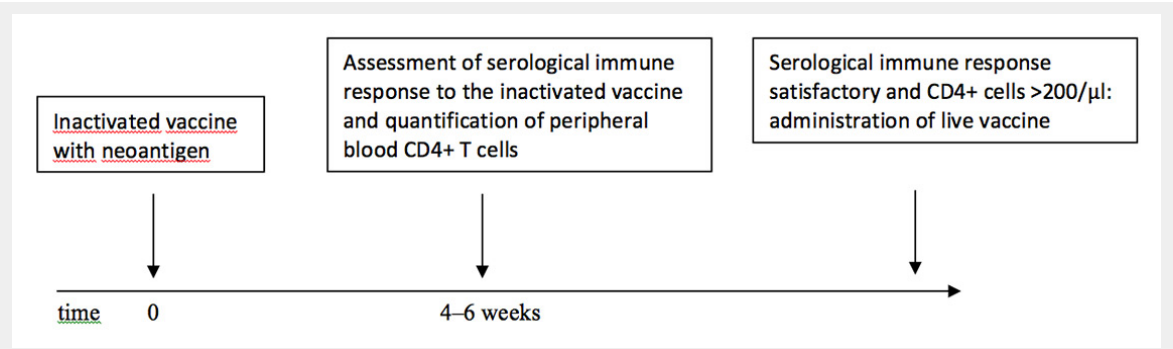 Inactivated vaccine
with neoantigen
Assessment of serological immune
response to the inactivated vaccine
and quantification of peripheral
blood CD4+ T cells
Serological immune response
satisfactory and CD4+ cells >200/μl:
administration of live vaccine
time 0 4–6 weeks